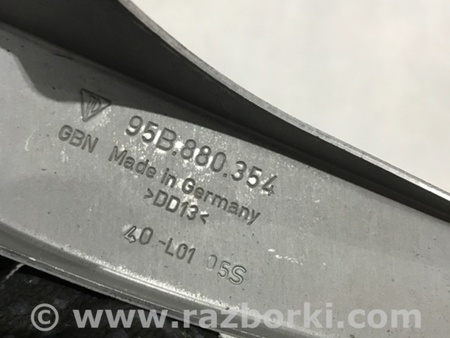 95B.880.354
GBN Made in Germany
>DD13<
40-L01 05S
© www.razborki.com